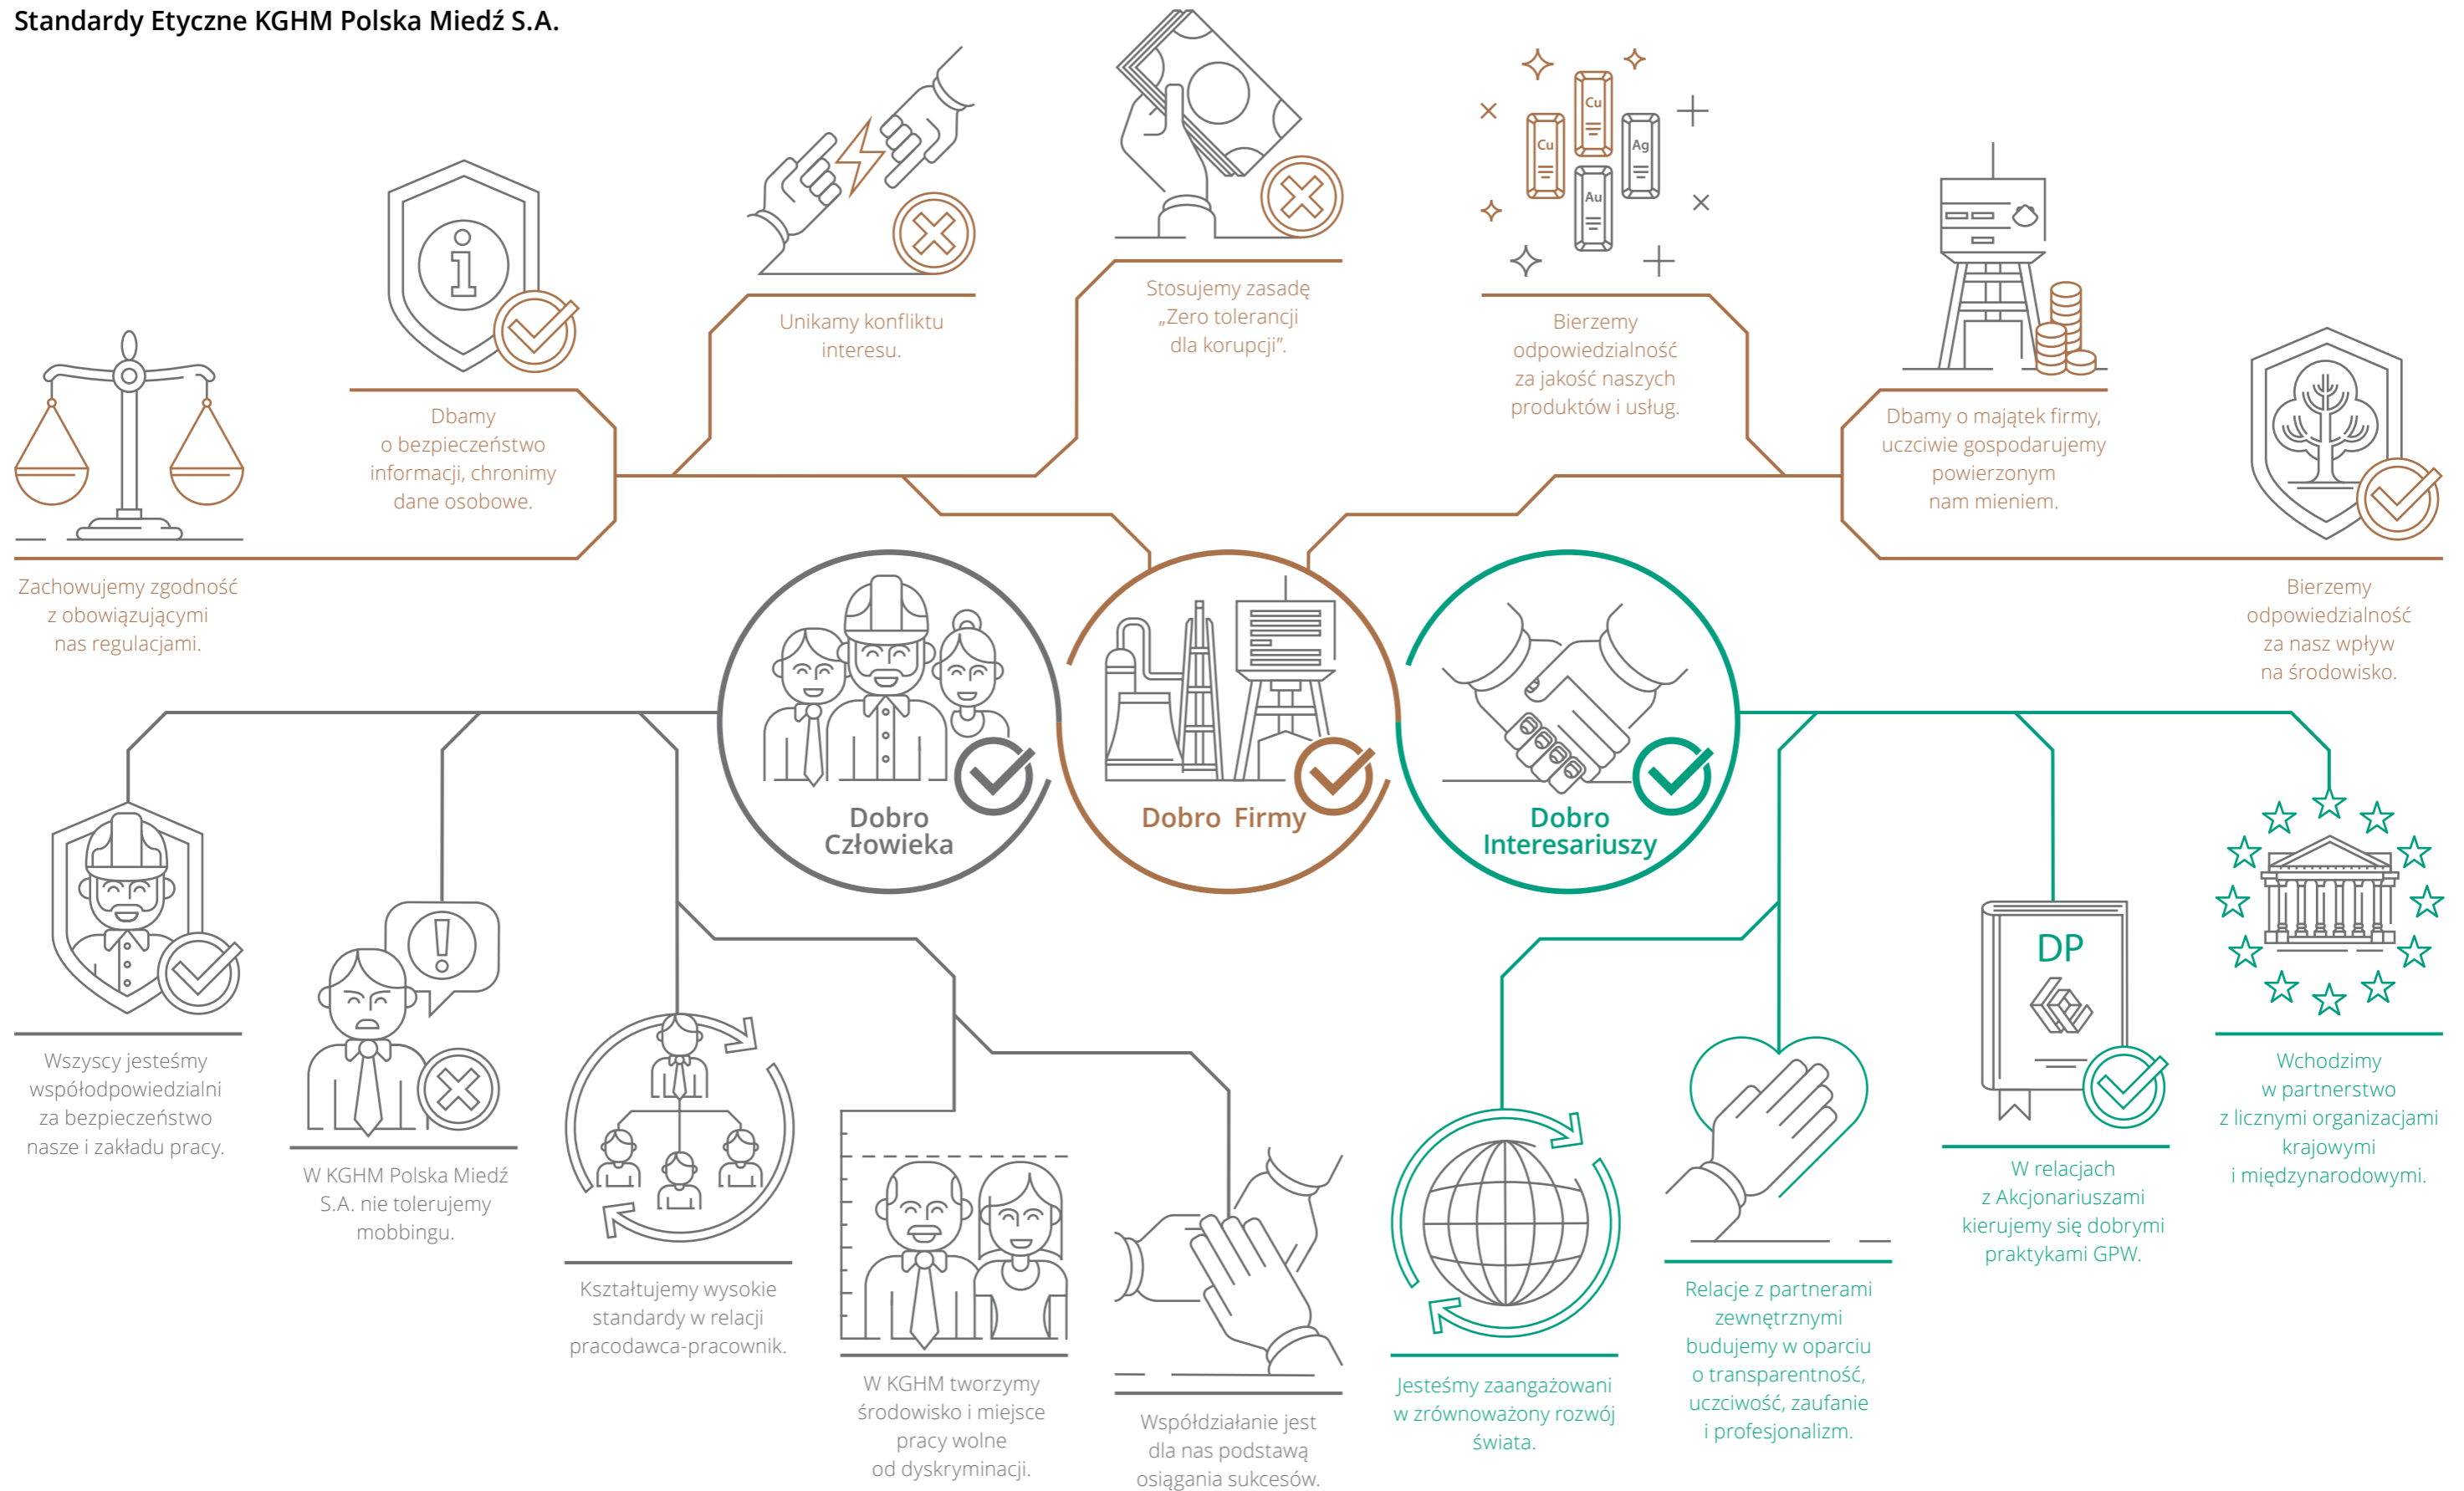 Standardy Etyczne KGHM Polska Miedź S.A.
Cu
Cu
Ag
Au
Zachowujemy zgodność
z obowiązującymi
nas regulacjami.
Dbamy
o bezpieczeństwo
informacji, chronimy
dane osobowe.
Unikamy konfliktu
interesu.
Stosujemy zasadę
„Zero tolerancji
dla korupcji”.
Bierzemy
odpowiedzialność
za jakość naszych
produktów i usług.
Dbamy o majątek firmy,
uczciwie gospodarujemy
powierzonym
nam mieniem.
Bierzemy
odpowiedzialność
za nasz wpływ
na środowisko.
Dobro
Człowieka
Dobro Firmy
Dobro
Interesariuszy
Wszyscy jesteśmy
współodpowiedzialni
za bezpieczeństwo
nasze i zakładu pracy.
W KGHM Polska Miedź
S.A. nie tolerujemy
mobbingu.
Kształtujemy wysokie
standardy w relacji
pracodawca-pracownik.
W KGHM tworzymy
środowisko i miejsce
pracy wolne
od dyskryminacji.
Współdziałanie jest
dla nas podstawą
osiągania sukcesów.
Jesteśmy zaangażowani
w zrównoważony rozwój
świata.
Relacje z partnerami
zewnętrznymi
budujemy w oparciu
o transparentność,
uczciwość, zaufanie
i profesjonalizm.
DP
W relacjach
z Akcjonariuszami
kierujemy się dobrymi
praktykami GPW.
Wchodzimy
w partnerstwo
z licznymi organizacjami
krajowymi
i międzynarodowymi.